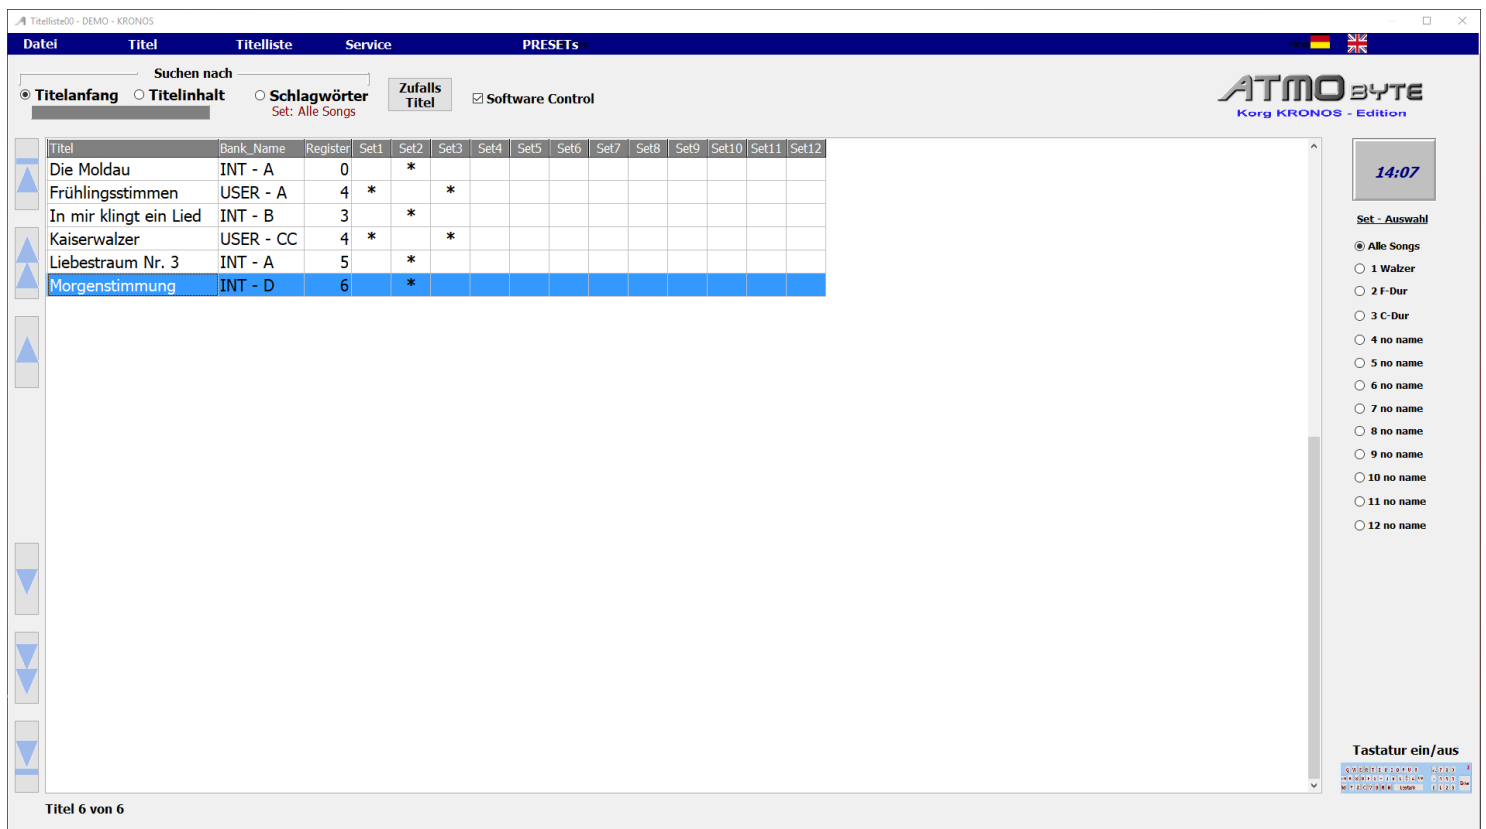 Titelliste00 - DEMO - KRONOS
Datei Titel Titelliste Service PRESETs
Suchen nach
Titelanfang Titelinhalt Schlagwörter
Set: Alle Songs
Zufalls
Titel
Software Control
ATMO BYTE
Korg KRONOS - Edition
Titel Bank_Name Register Set1 Set2 Set3 Set4 Set5 Set6 Set7 Set8 Set9 Set10 Set11 Set12
Die Moldau INT - A 0 *
Frühlingsstimmen USER - A 4 * *
In mir klingt ein Lied INT - B 3 *
Kaiserwalzer USER - CC 4 * *
Liebestraum Nr. 3 INT - A 5 *
Morgenstimmung INT - D 6 *
14:07
Set - Auswahl
Alle Songs
1 Walzer
2 F-Dur
3 C-Dur
4 no name
5 no name
6 no name
7 no name
8 no name
9 no name
10 no name
11 no name
12 no name
Tastatur ein/aus
Titel 6 von 6